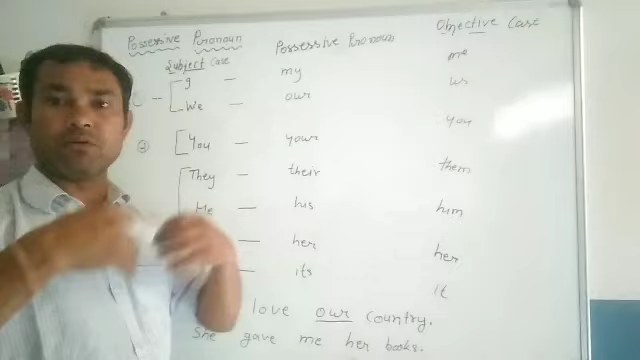 Possessive Pronoun Possessive Pronoun Objective Case
Subject Case
I — my me
We — our us
② You — your you
They — their them
He — his him
— her her
— its it
love our country.
She gave me her books.